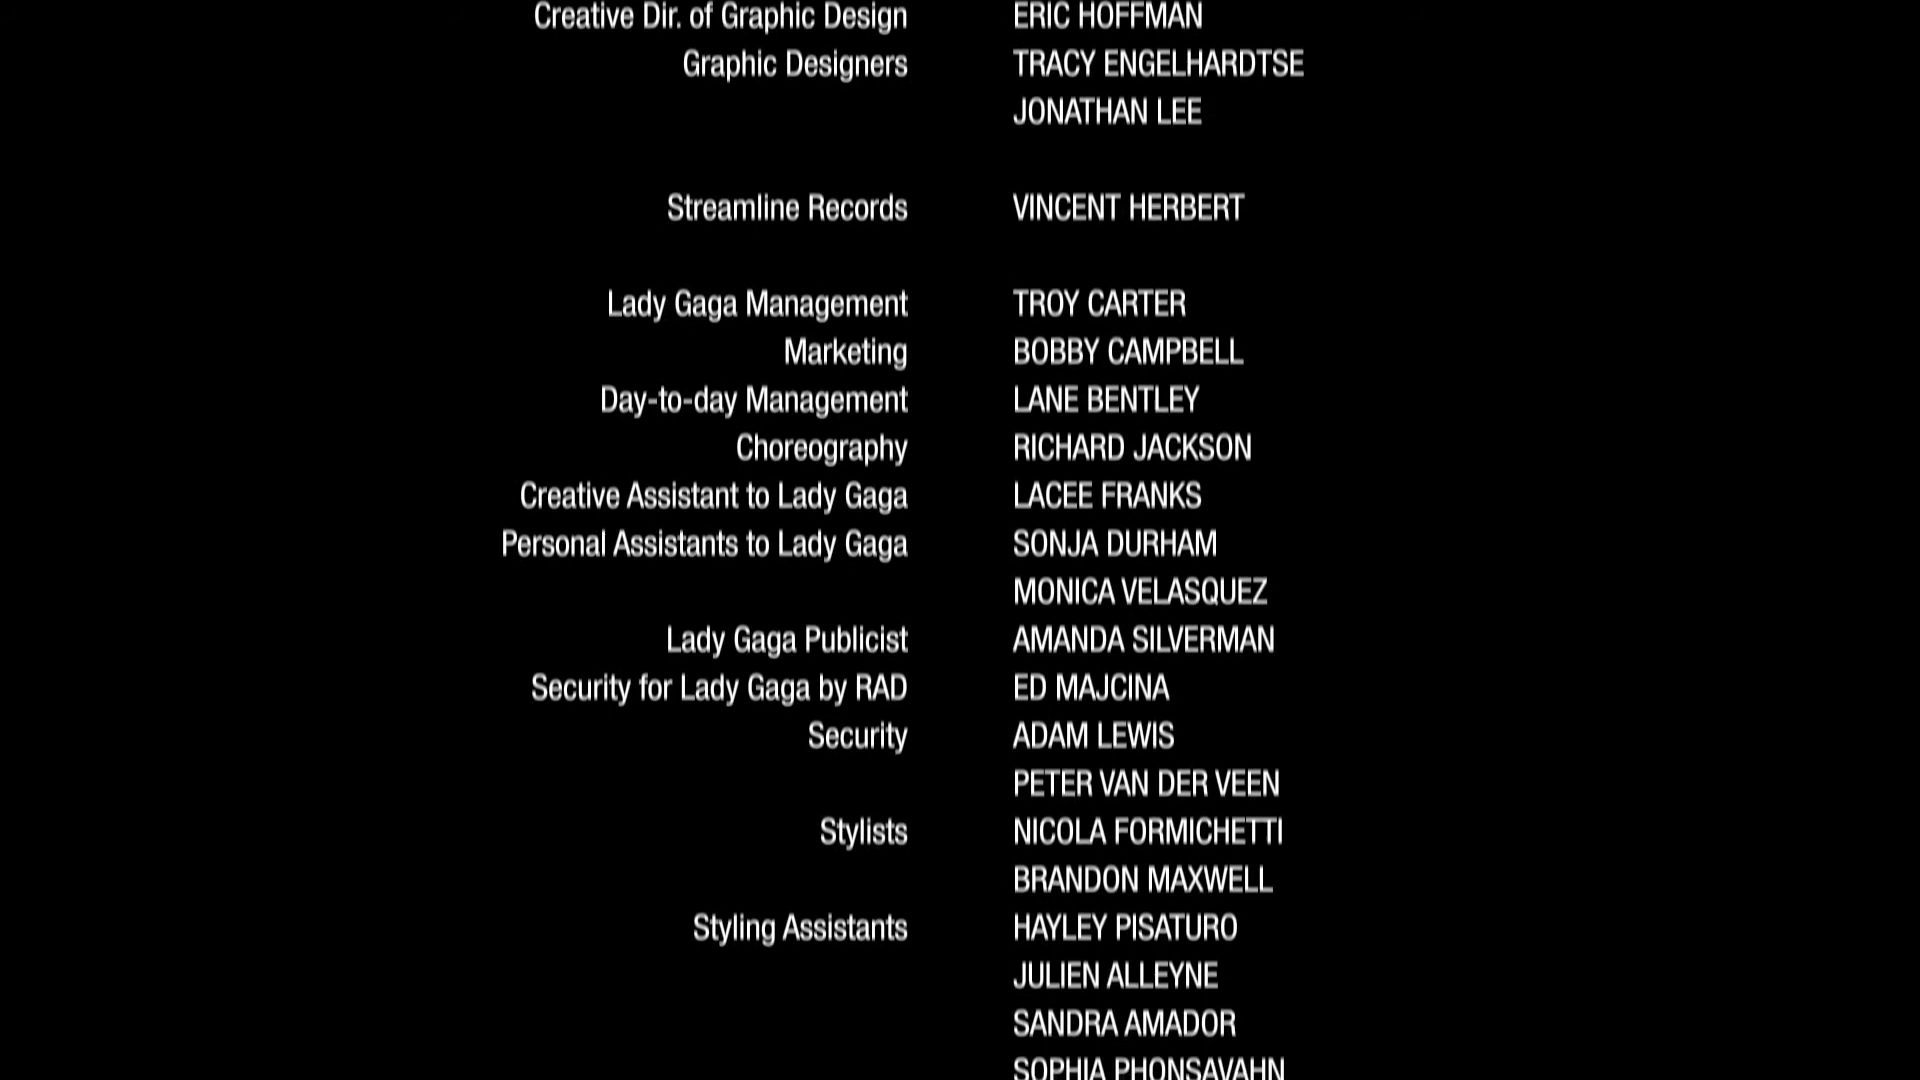 Creative Dir. of Graphic Design ERIC HOFFMAN
Graphic Designers TRACY ENGELHARDTSE
JONATHAN LEE
Streamline Records VINCENT HERBERT
Lady Gaga Management TROY CARTER
Marketing BOBBY CAMPBELL
Day-to-day Management LANE BENTLEY
Choreography RICHARD JACKSON
Creative Assistant to Lady Gaga LACEE FRANKS
Personal Assistants to Lady Gaga SONJA DURHAM
MONICA VELASQUEZ
Lady Gaga Publicist AMANDA SILVERMAN
Security for Lady Gaga by RAD ED MAJCINA
Security ADAM LEWIS
PETER VAN DER VEEN
Stylists NICOLA FORMICHETTI
BRANDON MAXWELL
Styling Assistants HAYLEY PISATURO
JULIEN ALLEYNE
SANDRA AMADOR
SOPHIA PHONSAVAHN